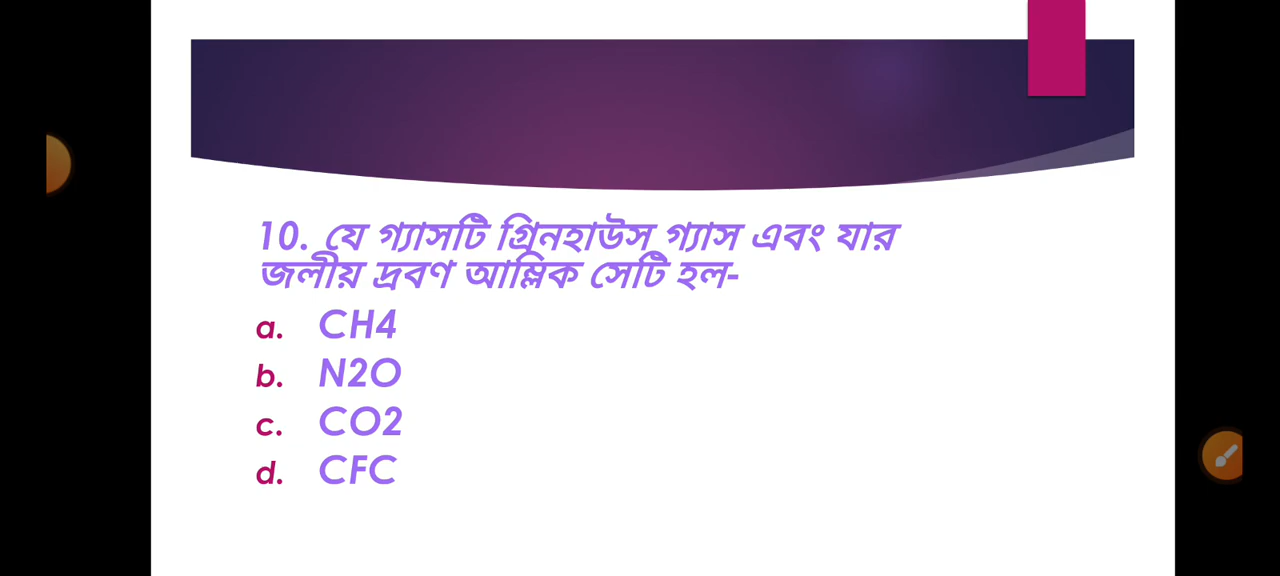 10. যে গ্যাসটি গ্রিনহাউস গ্যাস এবং যার
জলীয় দ্রবণ আম্লিক সেটি হল-
a. CH4
b. N2O
c. CO2
d. CFC